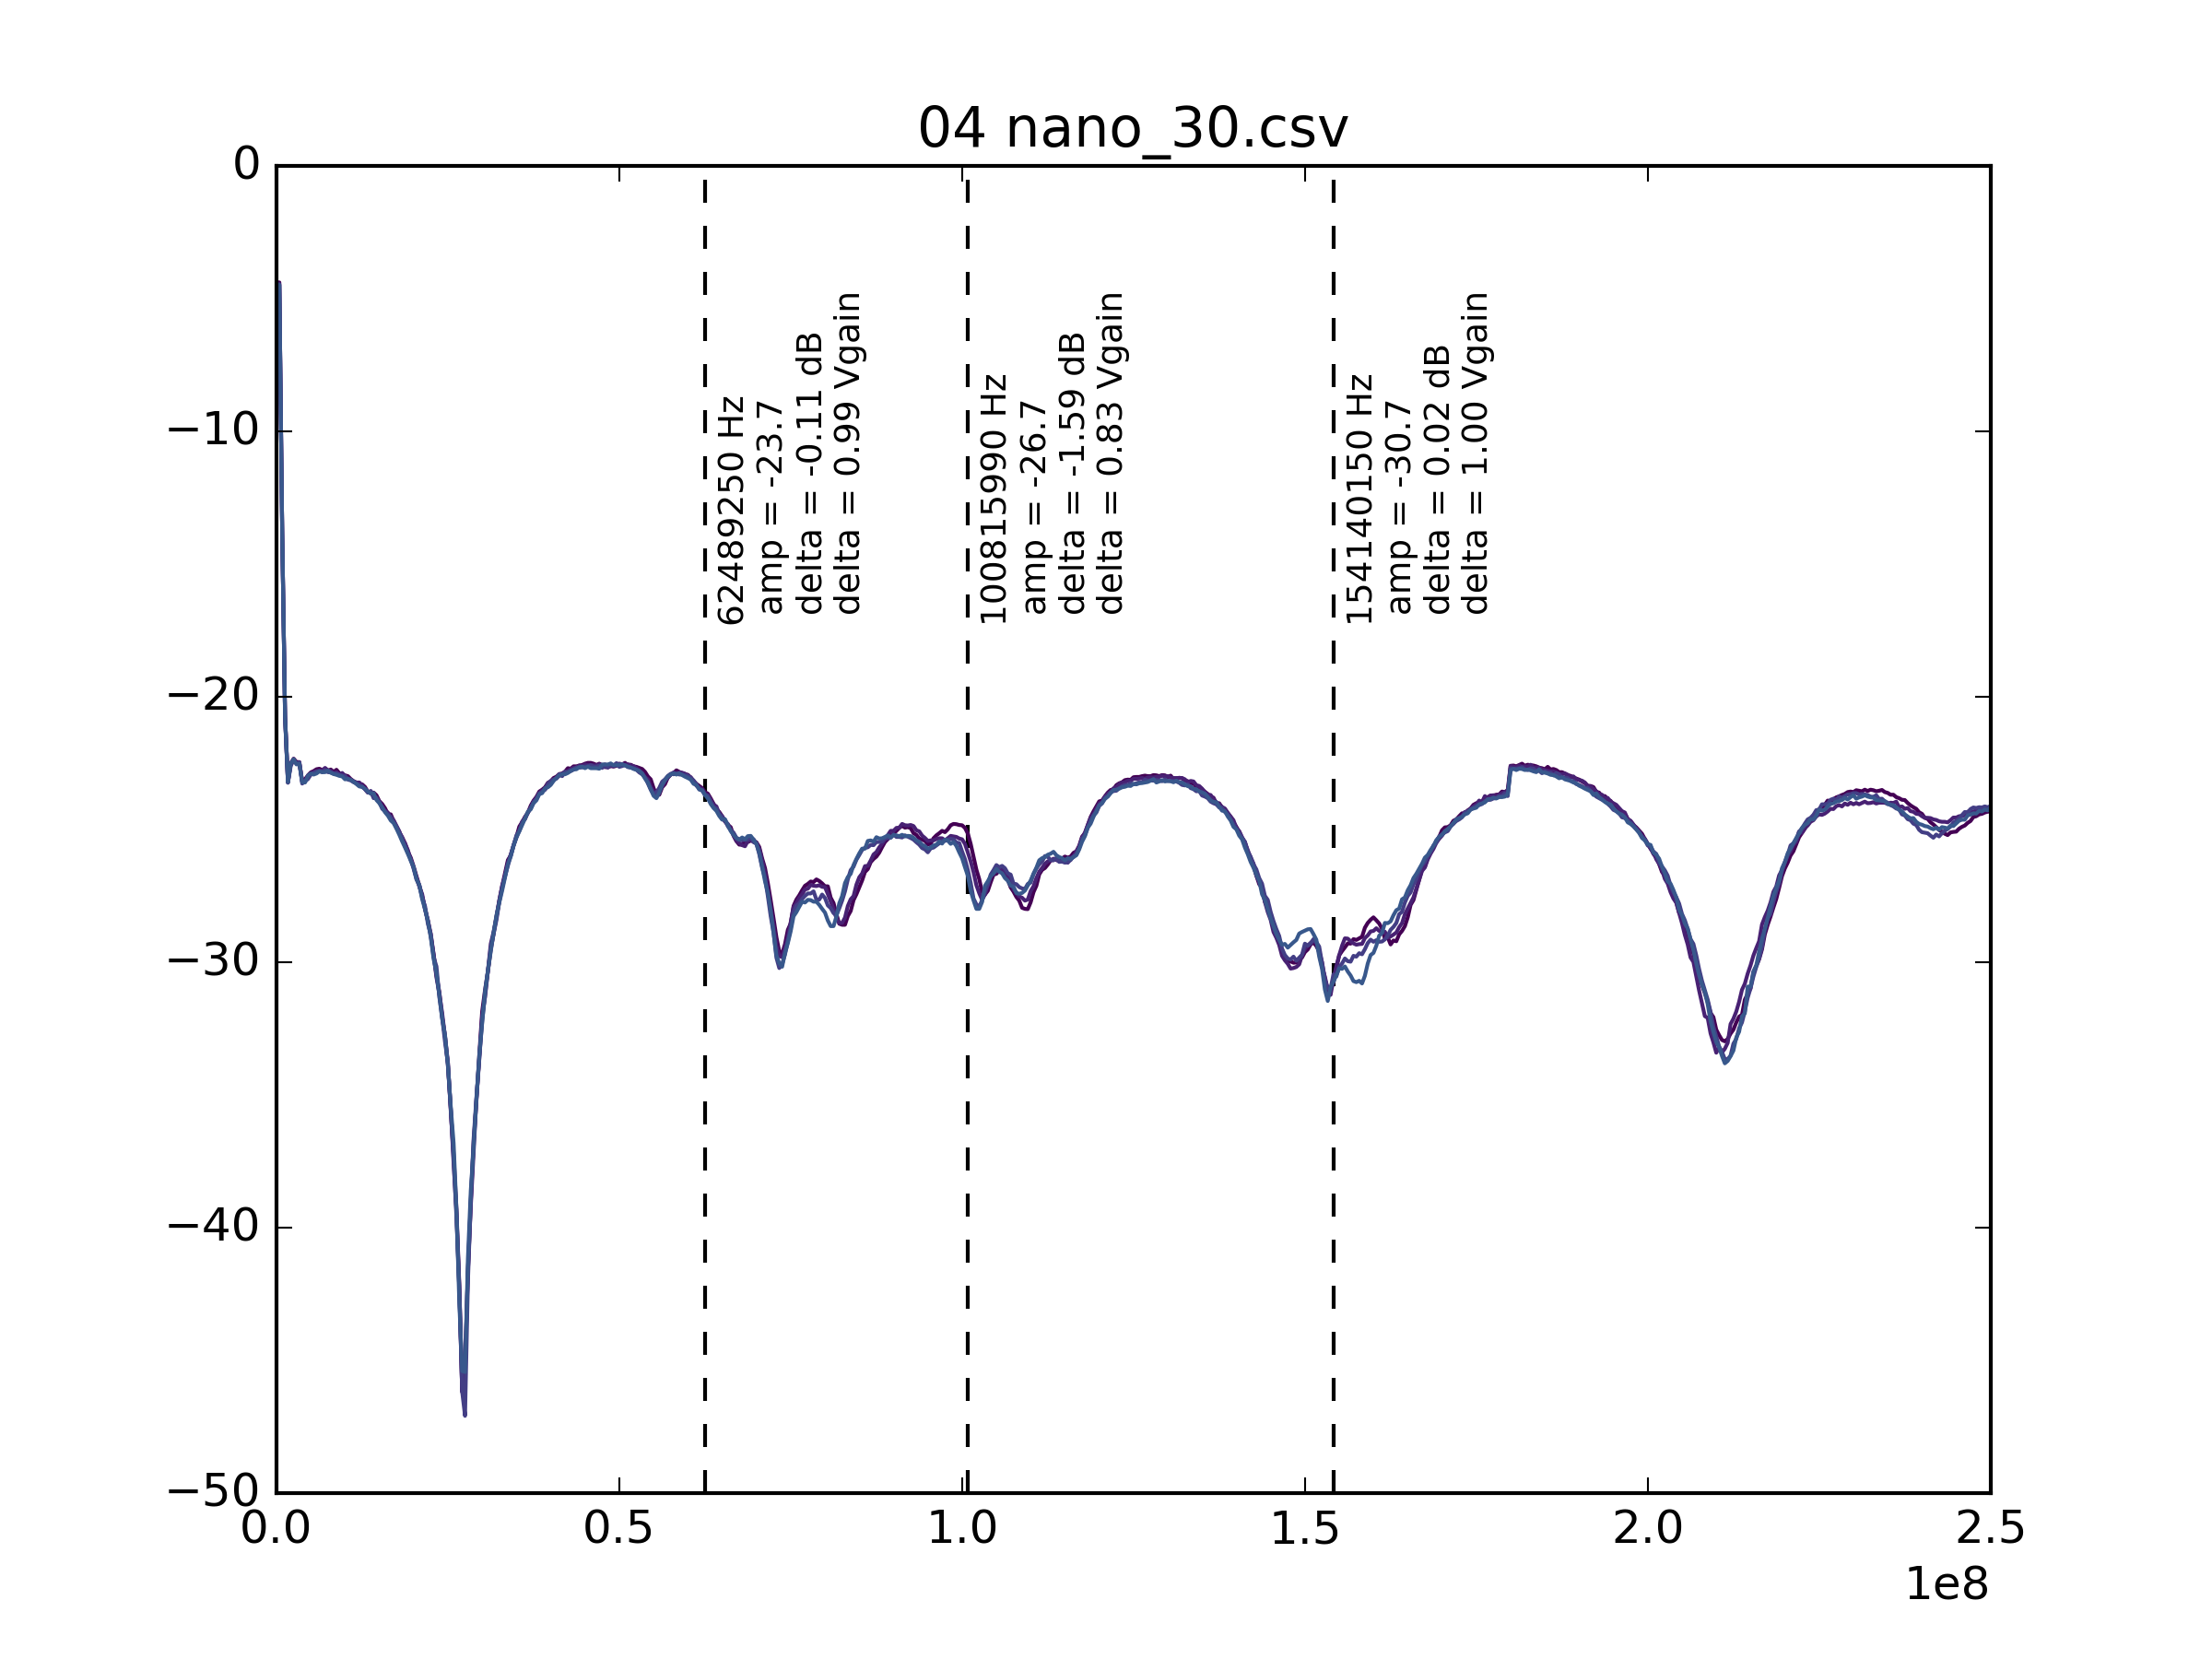 04 nano_30.csv
0
−10
−20
−30
−40
−50
62489250 Hz
amp = -23.7
delta = -0.11 dB
delta = 0.99 Vgain
100815990 Hz
amp = -26.7
delta = -1.59 dB
delta = 0.83 Vgain
154140150 Hz
amp = -30.7
delta = 0.02 dB
delta = 1.00 Vgain
0.0 0.5 1.0 1.5 2.0 2.5
1e8